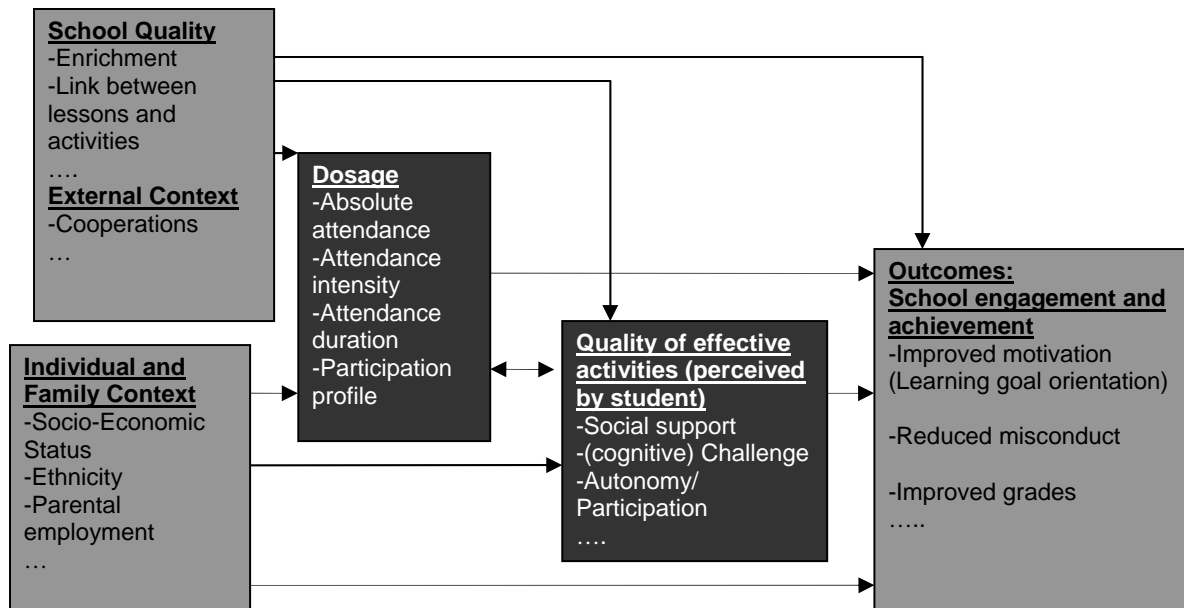 School Quality
-Enrichment
-Link between
lessons and
activities
….
External Context
-Cooperations
…
Individual and
Family Context
-Socio-Economic
Status
-Ethnicity
-Parental
employment
…
Dosage
-Absolute
attendance
-Attendance
intensity
-Attendance
duration
-Participation
profile
Quality of effective
activities (perceived
by student)
-Social support
-(cognitive) Challenge
-Autonomy/
Participation
….
Outcomes:
School engagement and
achievement
-Improved motivation
(Learning goal orientation)
-Reduced misconduct
-Improved grades
…..